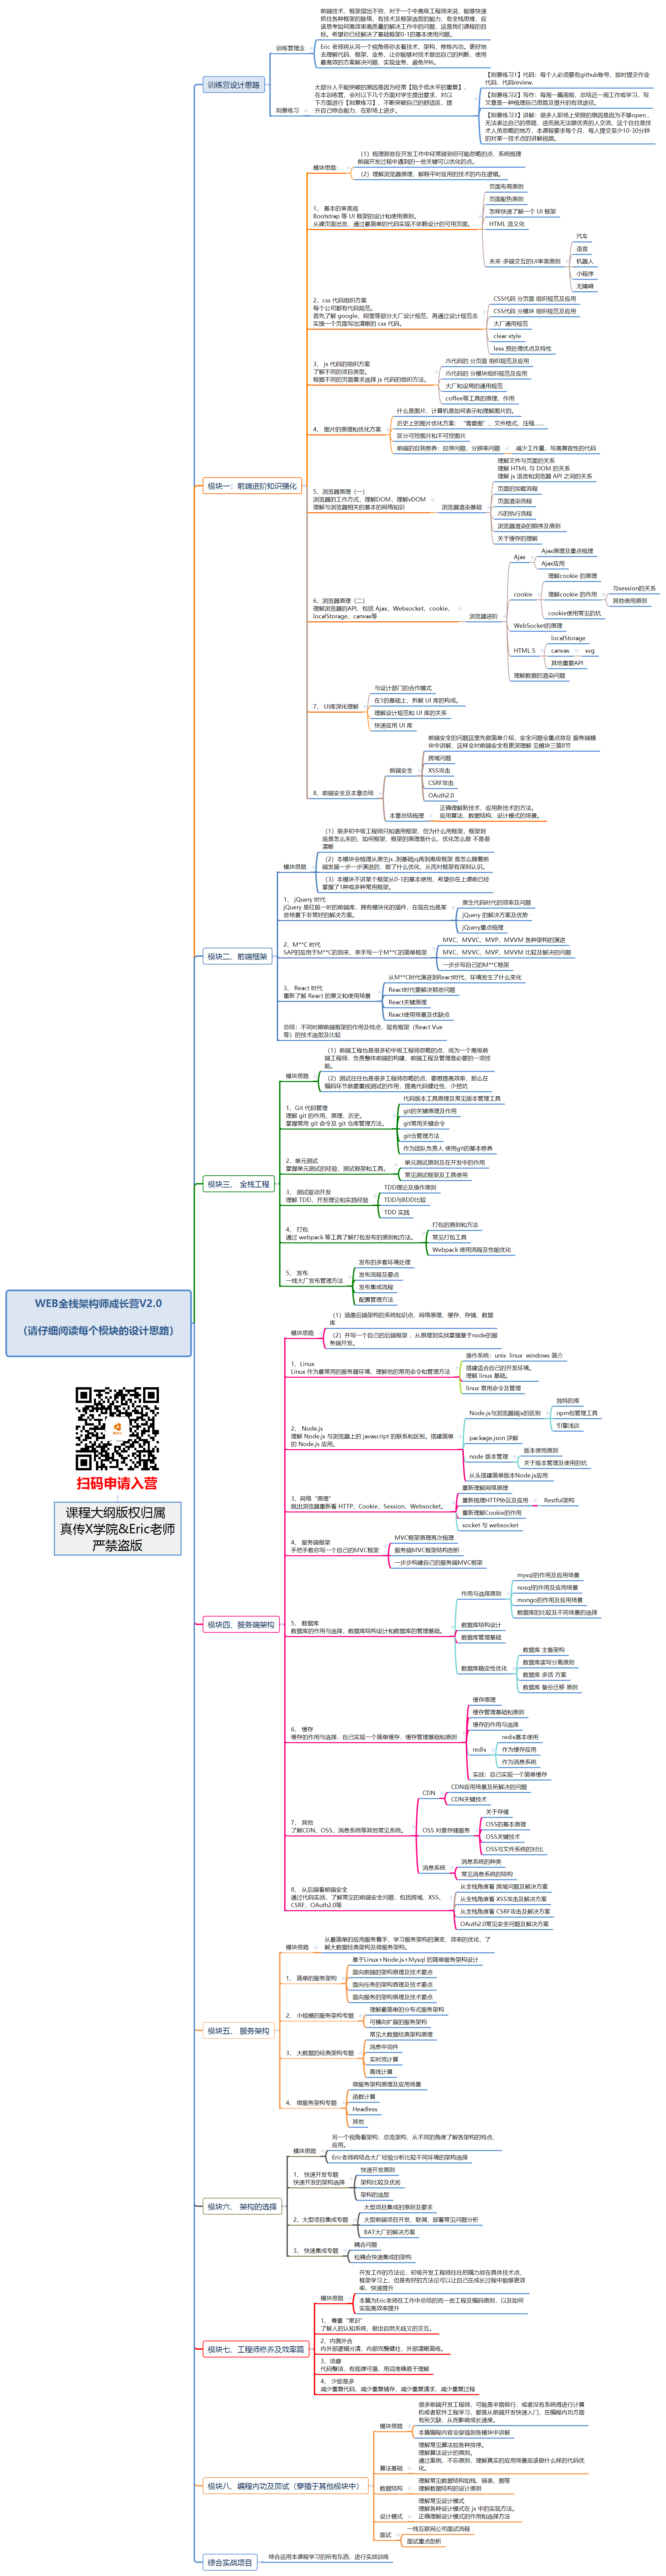 WEB全栈架构师成长营V2.0
(请仔细阅读每个模块的设计思路)
扫码申请入营
课程大纲版权归属
真传X学院&Eric老师
严禁盗版
训练营设计思路
训练营理念
前端技术、框架层出不穷，对于一个中高级工程师来说，能够快速
抓住各种框架的脉络，有技术及框架选型的能力，有全栈思维，应
该思考如何高效率高质量的解决工作中的问题，这是我们课程的目
标。希望你已经解决了基础框架0-1的基本使用问题。
Eric 老师将从另一个视角带你去看技术、架构、修炼内功。更好地
去理解代码、框架、业务，让你能够对技术做出自己的判断，使用
最高效的方案解决问题，实现业务，避免996。
刻意练习
大部分人不能突破的原因是因为经常【陷于低水平的重复】，
在本训练营，会对以下几个方面对学生提出要求，对以
下方面进行【刻意练习】，不断突破自己的舒适区，提
升自己综合能力，在职场上进步。
【刻意练习1】代码：每个人必须要有github账号，按时提交作业
代码，代码review.
【刻意练习2】写作：每周一篇周报，总结近一周工作或学习，写
文章是一种梳理自己思路及提升的有效途径。
【刻意练习3】讲解：很多人职场上受限的原因是因为不够open，
无法表达自己的思路，进而就无法跟优秀的人交流，这个往往是技
术人员忽略的地方，本课程要求每个月，每人提交至少10-30分钟
的对某一技术点的讲解视频。
模块一：前端进阶知识强化
模块思路：
（1）梳理那些在开发工作中经常碰到但可能忽略的点，系统梳理
前端开发过程中遇到的一些关键可以优化的点。
（2）理解浏览器原理，解释平时应用的技术的内在逻辑。
1、 基本的审美观
Bootstrap 等 UI 框架的设计和使用原则。
从裸页面出发，通过最简单的代码实现不依赖设计的可用页面。
页面布局原则
页面配色原则
怎样快速了解一个 UI 框架
HTML 语义化
未来-多端交互的UI审美原则
汽车
语音
机器人
小程序
无障碍
2、css 代码组织方案
每个公司都有代码规范。
首先了解 google、阿里等部分大厂设计规范，再通过设计规范去
实操一个页面写出清晰的 css 代码。
CSS代码 分页面 组织规范及应用
CSS代码 分模块 组织规范及应用
大厂通用规范
clear style
less 预处理优点及特性
3、 js 代码的组织方案
了解不同的项目类型。
根据不同的页面需求选择 js 代码的组织方法。
JS代码的 分页面 组织规范及应用
JS代码的 分模块组织规范及应用
大厂和设易的通用规范
coffee等工具的原理、作用
4、 图片的原理和优化方案
什么是图片，计算机是如何表示和理解图片的。
历史上的图片优化方案： “雪碧图”、文件格式、压缩……
区分可控图片和不可控图片
前端的自我修养：拉伸问题、分辨率问题
减少工作量，写高兼容性的代码
5、浏览器原理（一）
浏览器的工作方式，理解DOM，理解vDOM
理解与浏览器相关的基本的网络知识
浏览器渲染基础
理解文件与页面的关系
理解 HTML 与 DOM 的关系
理解 js 语言和浏览器 API 之间的关系
页面的加载流程
页面渲染流程
JS的执行流程
浏览器渲染的顺序及原则
关于缓存的理解
6、浏览器原理（二）
理解浏览器的API，包括 Ajax、Websocket、cookie、
localStorage、canvas等
浏览器进阶
Ajax
Ajax原理及重点梳理
Ajax应用
cookie
理解cookie 的原理
理解cookie 的作用
与session的关系
其他使用原则
cookie使用常见的坑
WebSocket的原理
HTML 5
localStorage
canvas
svg
其他重要API
理解数据的渲染问题
7、 UI库深化理解
与设计部门的合作模式
在1的基础上，拆解 UI 库的构成。
理解设计规范和 UI 库的关系
快速应用 UI 库
8、前端安全及本章总结
前端安全
前端安全的问题这里先做简单介绍，安全问题会重点放在 服务端模
块中讲解，这样会对前端安全有更深理解 见模块三第8节
跨域问题
XSS攻击
CSRF攻击
OAuth2.0
本章总结梳理
正确理解新技术、应用新技术的方法。
应用算法、数据结构、设计模式的场景。
模块二、前端框架
模块思路
（1）很多初中级工程师只知道用框架，但为什么用框架，框架到
底是怎么来的，如何框架，框架的原理是什么，优化怎么做 不是很
清晰
（2）本模块会梳理从原生js ,到基础jq再到高级框架 是怎么随着前
端发展一步一步演进的，做了什么优化，从而对框架有深刻认识。
（3）本模块不讲某个框架从0-1的基本使用，希望你在上课前已经
掌握了1种或多种常用框架。
1、 jQuery 时代
jQuery 是红极一时的前端库，拥有模块化的插件，在现在也是某
些场景下非常好的解决方案。
原生代码时代的效率及问题
jQuery 的解决方案及优势
jQuery重点梳理
2、M**C 时代
SAP的应用于M**C的到来，亲手写一个M**C的简单框架
MVC、MVVC、MVP、MVVM 各种架构的演进
MVC、MVVC、MVP、MVVM 比较及解决的问题
一步步写自己的M**C框架
3、 React 时代
重新了解 React 的意义和使用场景
从M**C时代演进到React时代，环境发生了什么变化
React时代要解决那些问题
React关键原理
React使用场景及优缺点
总结：不同时期前端框架的作用及特点，现有框架（React Vue
等）的技术选型及比较
模块三、 全栈工程
模块思路
（1）前端工程也是很多初中级工程师忽略的点，成为一个高级前
端工程师，负责整体前端的构建，前端工程及管理是必要的一项技
能。
（2）测试往往也是很多工程师忽略的点，要想提高效率，那么在
编码环节就要重视测试的作用，提高代码健壮性，少挖坑
1、Git 代码管理
理解 git 的作用，原理，历史。
掌握常用 git 命令及 git 仓库管理方法。
代码版本工具原理及常见版本管理工具
git的关键原理及作用
git常用关键命令
git仓管理方法
作为团队负责人 使用git的基本修养
2、单元测试
掌握单元测试的经验，测试框架和工具。
单元测试原则及在开发中的作用
常见测试框架及工具使用
3、 测试驱动开发
理解 TDD，开发理论和实践经验
TDD理论及操作原则
TDD与BDD比较
TDD 实践
4、 打包
通过 webpack 等工具了解打包发布的原则和方法。
打包的原则和方法
常见打包工具
Webpack 使用流程及性能优化
5、 发布
一线大厂发布管理方法
发布的多套环境处理
发布流程及要点
发布集成流程
配置管理方法
模块四、服务端架构
模块思路
（1）涵盖后端架构的系统知识点，网络原理，缓存，存储，数据
库
（2）并写一个自己的后端框架 ，从原理到实战掌握基于node的服
务端开发。
1、Linux
Linux 作为最常用的服务器环境，理解他的常用命令和管理方法
操作系统：unix linux windows 简介
搭建适合自己的开发环境。
理解 linux 基础。
linux 常用命令及管理
2、 Node.js
理解 Node.js 与浏览器上的 javascript 的联系和区别。搭建简单
的 Node.js 应用。
Node.js与浏览器端js的区别
独特的库
npm包管理工具
引擎浅谈
package.json 详解
node 版本管理
版本使用原则
关于版本管理及使用的坑
从头搭建简单版本Node.js应用
3、网络 “原理”
跳出浏览器重新看 HTTP、Cookie、Session、Websocket。
重新理解网络原理
重新梳理HTTP协议及应用
Restful架构
重新理解Cookie的作用
socket 与 websocket
4、 服务端框架
手把手教你写一个自己的MVC框架
MVC框架原理再次梳理
服务端MVC框架结构剖析
一步步构建自己的服务端MVC框架
5、 数据库
数据库的作用与选择，数据库结构设计和数据库的管理基础。
作用与选择原则
mysql的作用及应用场景
nosql的作用及应用场景
mongo的作用及应用场景
数据库的比较及不同场景的选择
数据库结构设计
数据库管理基础
数据库稳定性优化
数据库 主备架构
数据库读写分离原则
数据库 多活 方案
数据库 备份迁移 原则
6、 缓存
缓存的作用与选择，自己实现一个简单缓存，缓存管理基础和原则
缓存原理
缓存管理基础和原则
缓存的作用与选择
redis
redis基本使用
作为缓存应用
作为消息系统
实战：自己实现一个简单缓存
7、 其他
了解CDN、OSS、消息系统等其他常见系统。
CDN
CDN应用场景及所解决的问题
CDN关键技术
OSS 对象存储服务
关于存储
OSS的基本原理
OSS关键技术
OSS与文件系统的对比
消息系统
消息系统的种类
常见消息系统的结构
8、 从后端看前端安全
通过代码实战，了解常见的前端安全问题，包括跨域、XSS、
CSRF，OAuth2.0等
从全栈角度看 跨域问题及解决方案
从全栈角度看 XSS攻击及解决方案
从全栈角度看 CSRF攻击及解决方案
OAuth2.0常见安全问题及解决方案
模块五、 服务架构
模块思路
从最简单的应用服务着手，学习服务架构的演变，效率的优化，了
解大数据经典架构及微服务架构。
1、 简单的服务架构
基于Linux+Node.js+Mysql 的简单服务架构设计
面向前端的架构原理及技术要点
面向任务的架构原理及技术要点
面向服务的架构原理及技术要点
2、 小规模的服务架构专题
理解最简单的分布式服务架构
可横向扩展的服务架构
3、 大数据的经典架构专题
常见大数据经典架构原理
消息中间件
实时流计算
离线计算
4、 微服务架构专题
微服务架构原理及应用场景
函数计算
Headless
其他
模块六、 架构的选择
模块思路
另一个视角看架构，总览架构，从不同的角度了解各架构的特点、
应用。
Eric老师将结合大厂经验分析比较不同环境的架构选择
1、 快速开发专题
快速开发的架构选择
快速开发原则
架构比较及优劣
架构的选型
2、大型项目集成专题
大型项目集成的原则及要求
大型前端项目开发、联调、部署常见问题分析
BAT大厂的解决方案
3、 快速集成专题
耦合问题
松耦合快速集成的架构
模块七、工程师修养及效率篇
模块思路
开发工作的方法论，初级开发工程师往往把精力放在具体技术点、
框架学习上，但是有好的方法论可以让自己在成长过程中能够更效
率，快速提升
本篇为Eric老师在工作中总结的而一些工程及编码原则，以及如何
实现高效率提升
1、 尊重 “常识”
了解人的认知系统，做出自然无歧义的交互。
2、内圆外合
内外部逻辑分清，内部完整健壮，外部清晰简练。
3、洁癖
代码整洁、有规律可循，用词准确易于理解
4、 少即是多
减少重复代码，减少重复储存，减少重复请求，减少重复过程
模块八、编程内功及面试（穿插于其他模块中）
模块思路
很多前端开发工程师，可能是半路转行，或者没有系统得进行计算
机或者软件工程学习，都是从前端开发快速入门，在编程内功方面
有所欠缺，从而影响成长速度。
本篇编程内容会穿插到各模块中讲解
算法基础
理解常见算法如各种排序。
理解算法设计的原则。
通过案例，不忘原则，理解真实的应用场景应该做什么样的代码优
化。
数据结构
理解常见数据结构如栈、链表、图等
理解数据结构的设计原则
设计模式
理解常见设计模式
理解各种设计模式在 js 中的实现方法。
正确理解设计模式的作用和选择方法
面试
一线互联网公司面试流程
面试重点剖析
综合实战项目
综合运用本课程学习的所有东西，进行实战训练